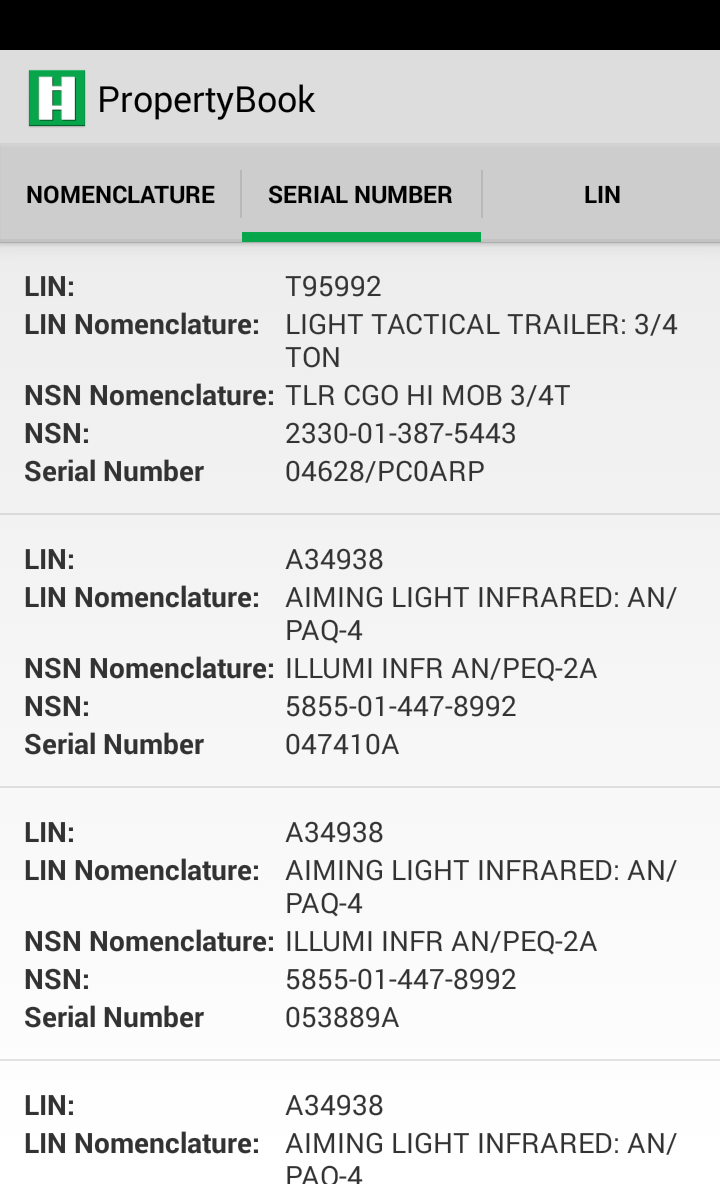 PropertyBook
NOMENCLATURE SERIAL NUMBER LIN
LIN: T95992
LIN Nomenclature: LIGHT TACTICAL TRAILER: 3/4
TON
NSN Nomenclature: TLR CGO HI MOB 3/4T
NSN: 2330-01-387-5443
Serial Number 04628/PC0ARP
LIN: A34938
LIN Nomenclature: AIMING LIGHT INFRARED: AN/
PAQ-4
NSN Nomenclature: ILLUMI INFR AN/PEQ-2A
NSN: 5855-01-447-8992
Serial Number 047410A
LIN: A34938
LIN Nomenclature: AIMING LIGHT INFRARED: AN/
PAQ-4
NSN Nomenclature: ILLUMI INFR AN/PEQ-2A
NSN: 5855-01-447-8992
Serial Number 053889A
LIN: A34938
LIN Nomenclature: AIMING LIGHT INFRARED: AN/
PAQ-4